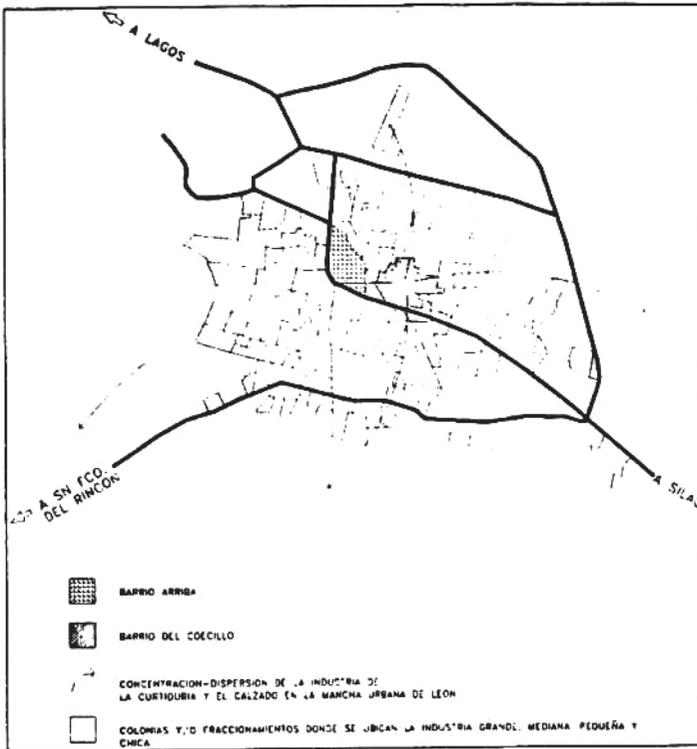 A LAGOS
A SN FCO.
DEL RINCÓN
A SILAO
BARRIO ARRIBA
BARRIO DEL COECILLO
CONCENTRACION-DISPERSION DE LA INDUSTRIA DE
LA CURTIDURIA Y EL CALZADO EN LA MANCHA URBANA DE LEON
COLONIAS Y/O FRACCIONAMIENTOS DONDE SE UBICAN LA INDUSTRIA GRANDE, MEDIANA, PEQUEÑA Y
CHICA